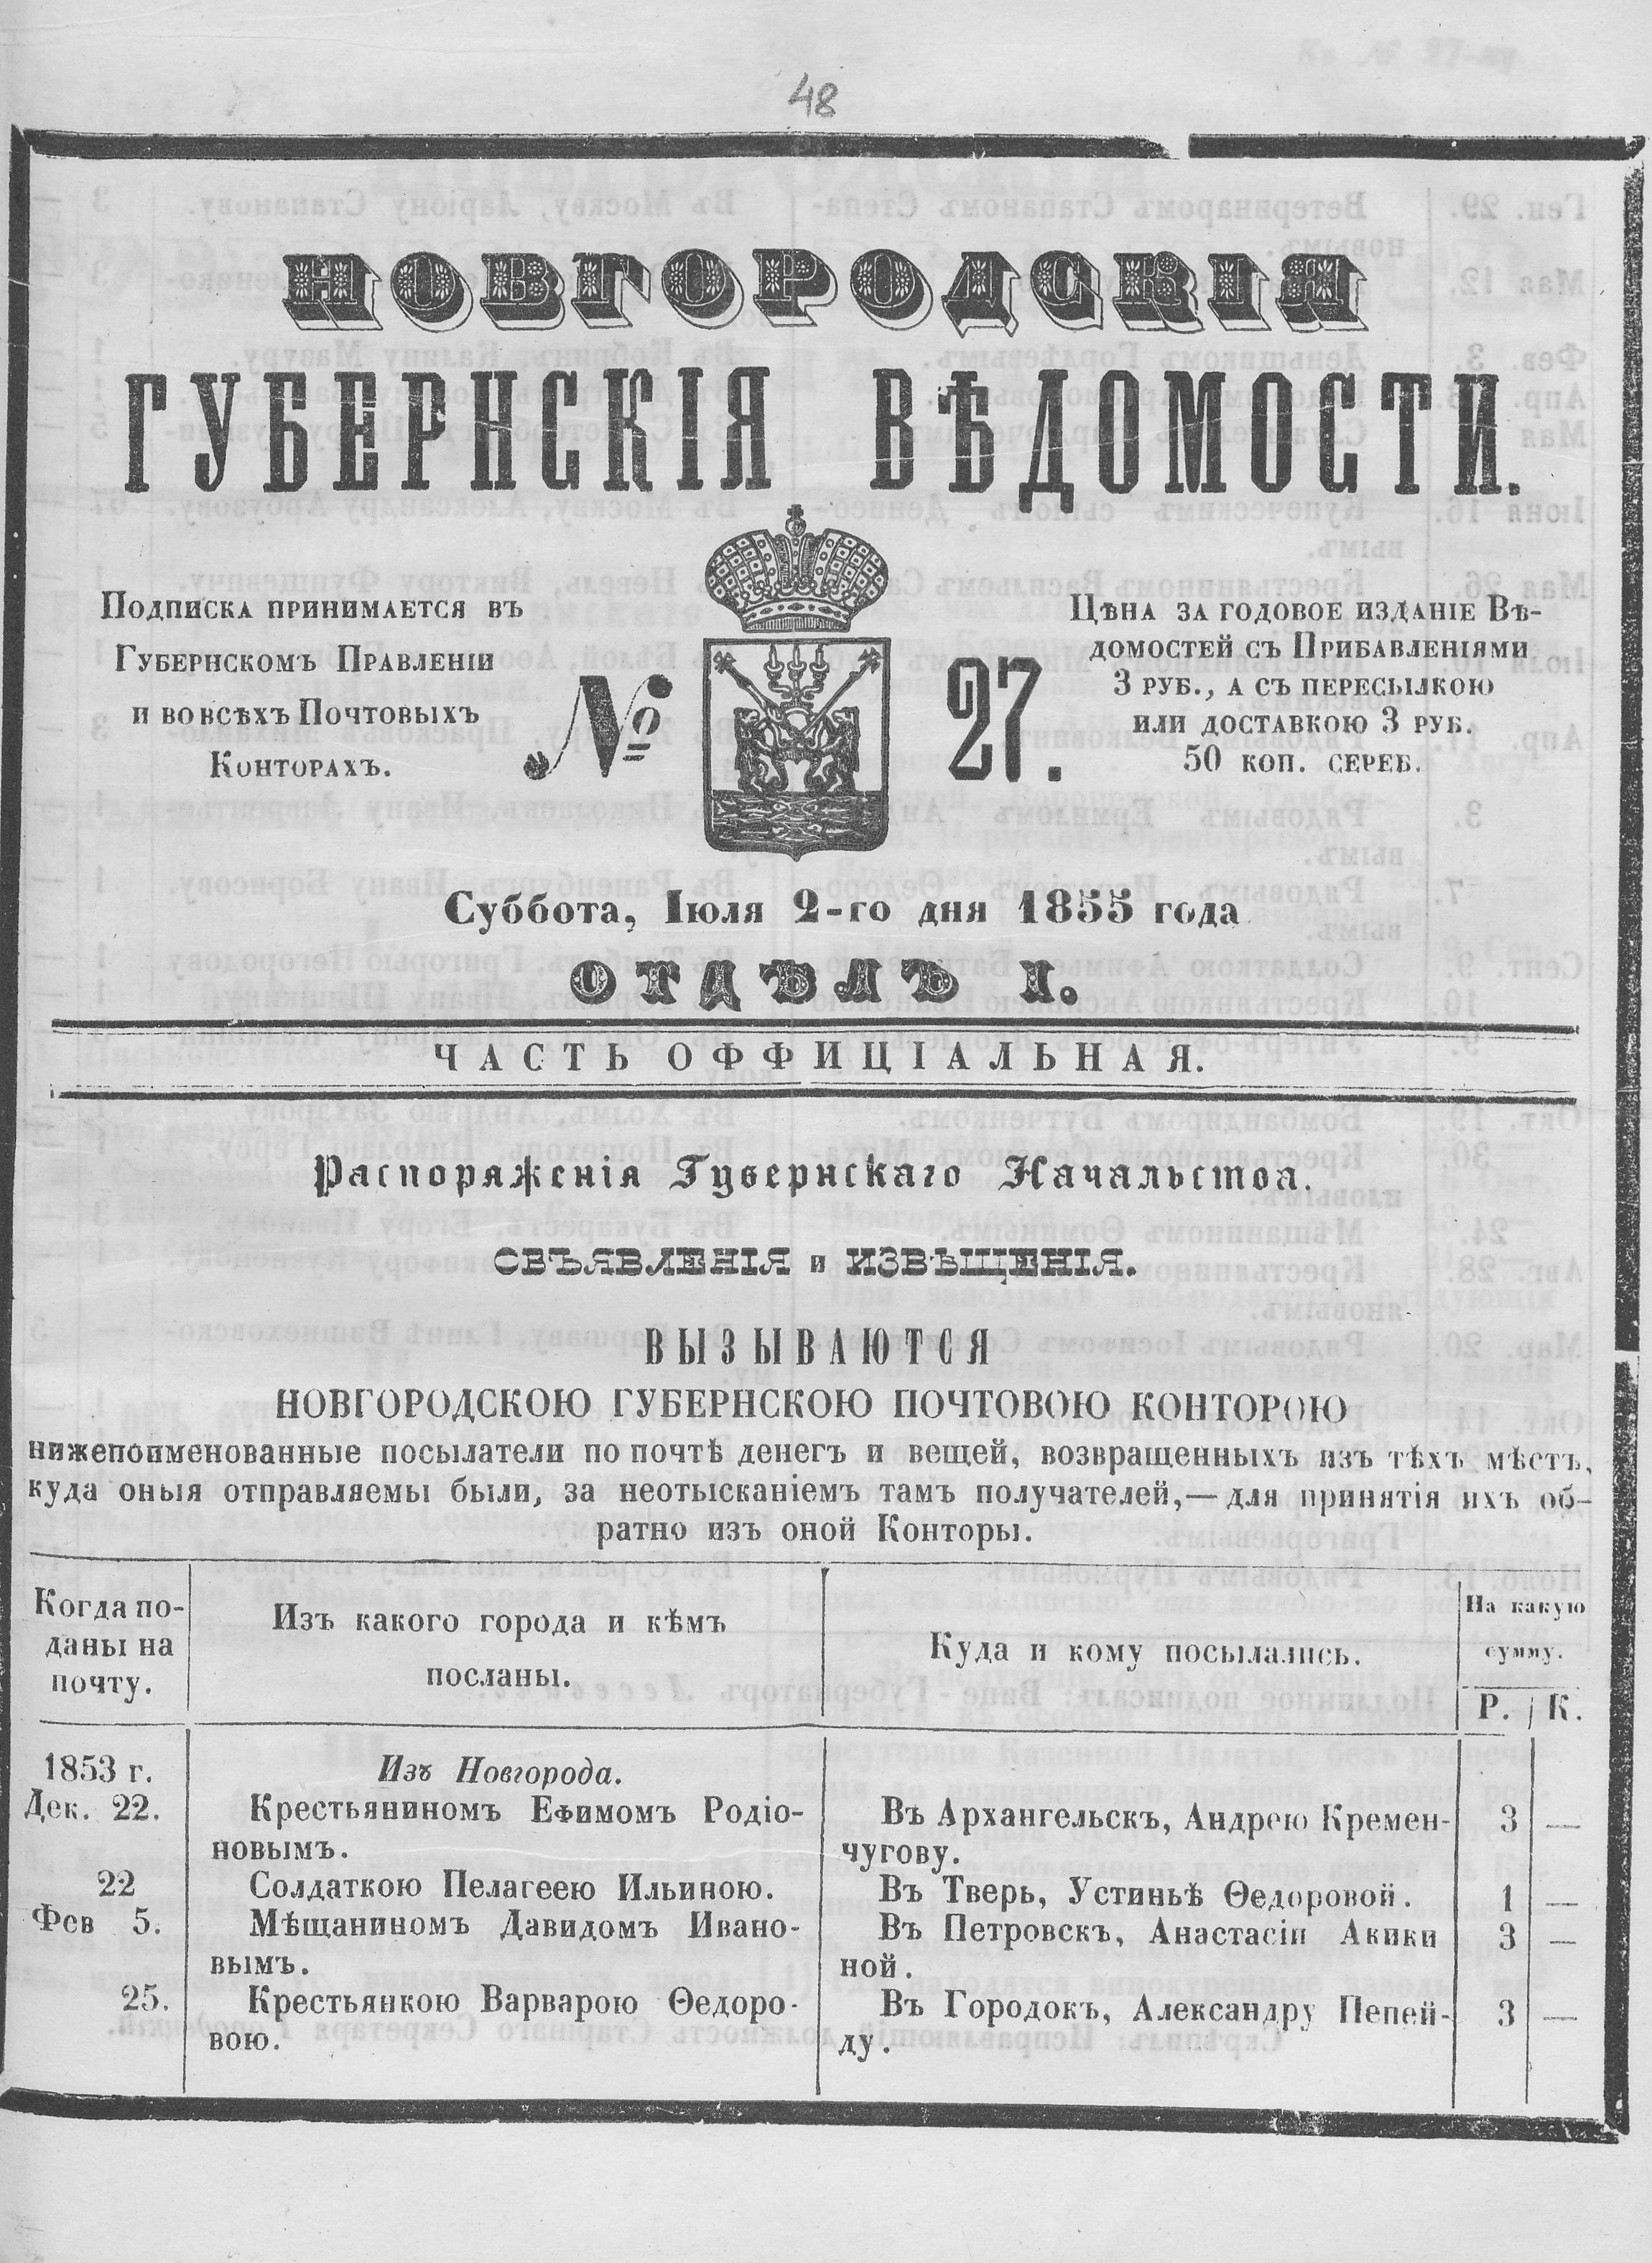 48
НОВГОРОДСКІЯ
ГУБЕРНСКІЯ ВѢДОМОСТИ.
Подписка принимается въ
Губернскомъ Правленіи
и во всѣхъ Почтовыхъ
Конторахъ.
№ 27.
Цѣна за годовое изданіе Вѣ-
домостей съ Прибавленіями
3 руб., а съ пересылкою
или доставкою 3 руб.
50 коп. сереб.
Суббота, Іюля 2-го дня 1855 года
ОТДѢЛЪ I.
ЧАСТЬ ОФФИЦІАЛЬНАЯ.
Распоряженія Губернскаго Начальства.
ОБЪЯВЛЕНІЯ и ИЗВѢЩЕНІЯ.
ВЫЗЫВАЮТСЯ
НОВГОРОДСКОЮ ГУБЕРНСКОЮ ПОЧТОВОЮ КОНТОРОЮ
нижепоименованные посылатели по почтѣ денегъ и вещей, возвращенныхъ изъ тѣхъ мѣстъ,
куда оныя отправляемы были, за неотысканіемъ тамъ получателей,— для принятія ихъ об-
ратно изъ оной Конторы.
Когда по-
даны на
почту.
Изъ какого города и кѣмъ
посланы.
Куда и кому посылались.
На какую
сумму.
Р. К.
1853 г. Изъ Новгорода.
Дек. 22. Крестьяниномъ Ефимомъ Родіо- Въ Архангельскъ, Андрею Кремен- 3 —
новымъ. чугову.
22 Солдаткою Пелагеею Ильиною. Въ Тверь, Устиньѣ Ѳедоровой. 1 —
Фев 5. Мѣщаниномъ Давидомъ Ивано- Въ Петровскъ, Анастасіи Акики 3 —
вымъ. ной.
25. Крестьянкою Варварою Ѳедоро- Въ Городокъ, Александру Пепей- 3 —
вою. ду.